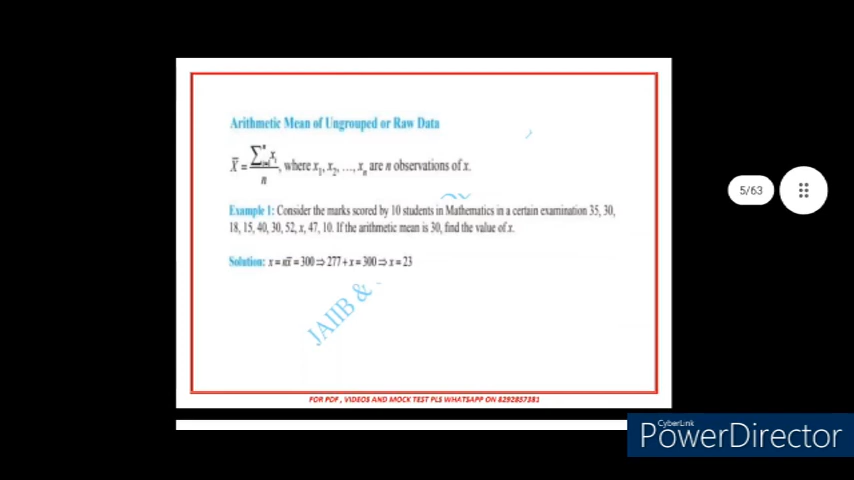 Arithmetic Mean of Ungrouped or Raw Data
X̄ = ∑ⁿᵢ₌₁ xᵢ / n , where x₁, x₂, …, xₙ are n observations of x.
Example 1: Consider the marks scored by 10 students in Mathematics in a certain examination 35, 30,
18, 15, 40, 30, 52, x, 47, 10. If the arithmetic mean is 30, find the value of x.
Solution: x = nx̄ = 300 ⇒ 277 + x = 300 ⇒ x = 23
JAIIB &
FOR PDF , VIDEOS AND MOCK TEST PLS WHATSAPP ON 8292857381
5/63
CyberLink
PowerDirector